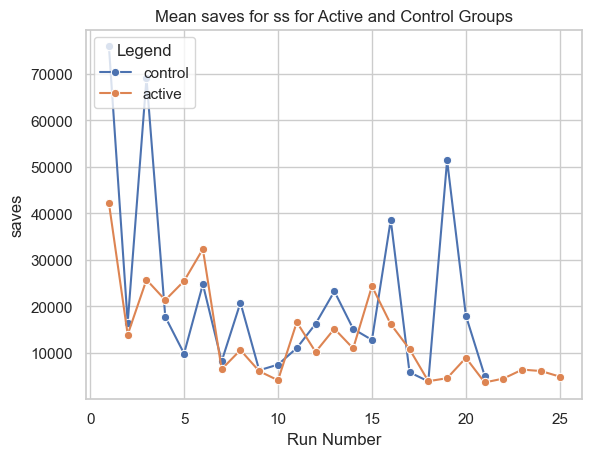 Mean saves for ss for Active and Control Groups
Legend
control
active
saves
70000
60000
50000
40000
30000
20000
10000
0
5
10
15
20
25
Run Number